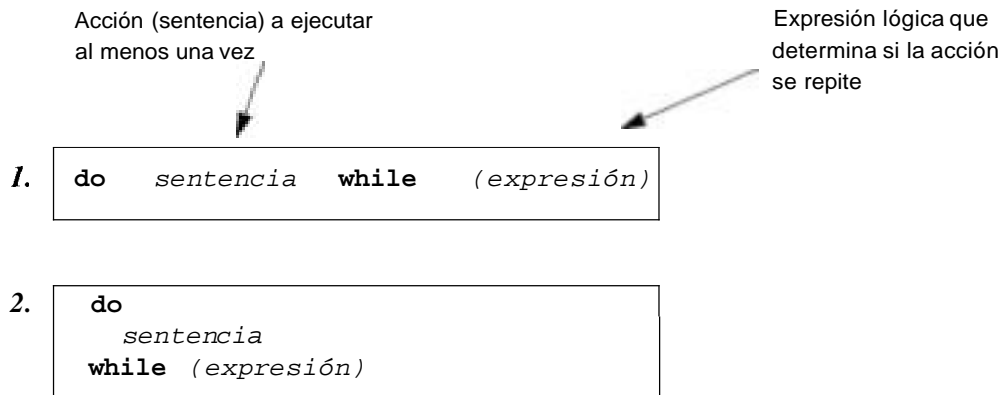 Acción (sentencia) a ejecutar
al menos una vez
Expresión lógica que
determina si la acción
se repite
1. do sentencia while (expresión)
2. do
sentencia
while (expresión)